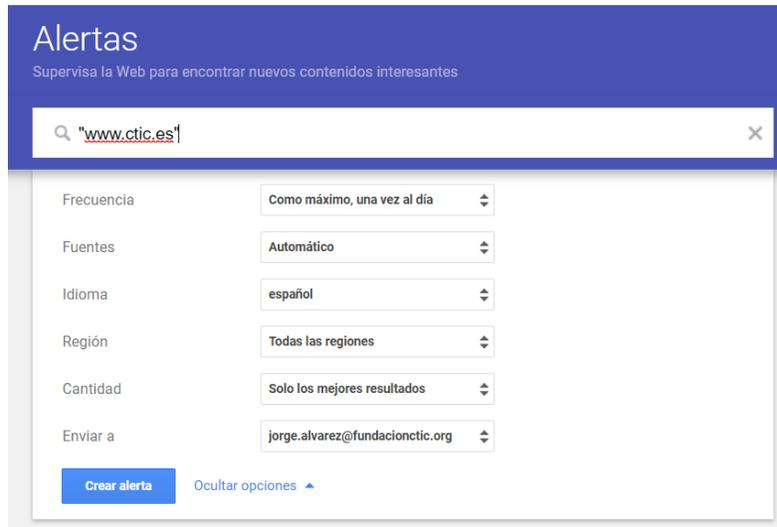 Alertas
Supervisa la Web para encontrar nuevos contenidos interesantes
"www.ctic.es"
Frecuencia Como máximo, una vez al día
Fuentes Automático
Idioma español
Región Todas las regiones
Cantidad Solo los mejores resultados
Enviar a jorge.alvarez@fundacionctic.org
Crear alerta Ocultar opciones